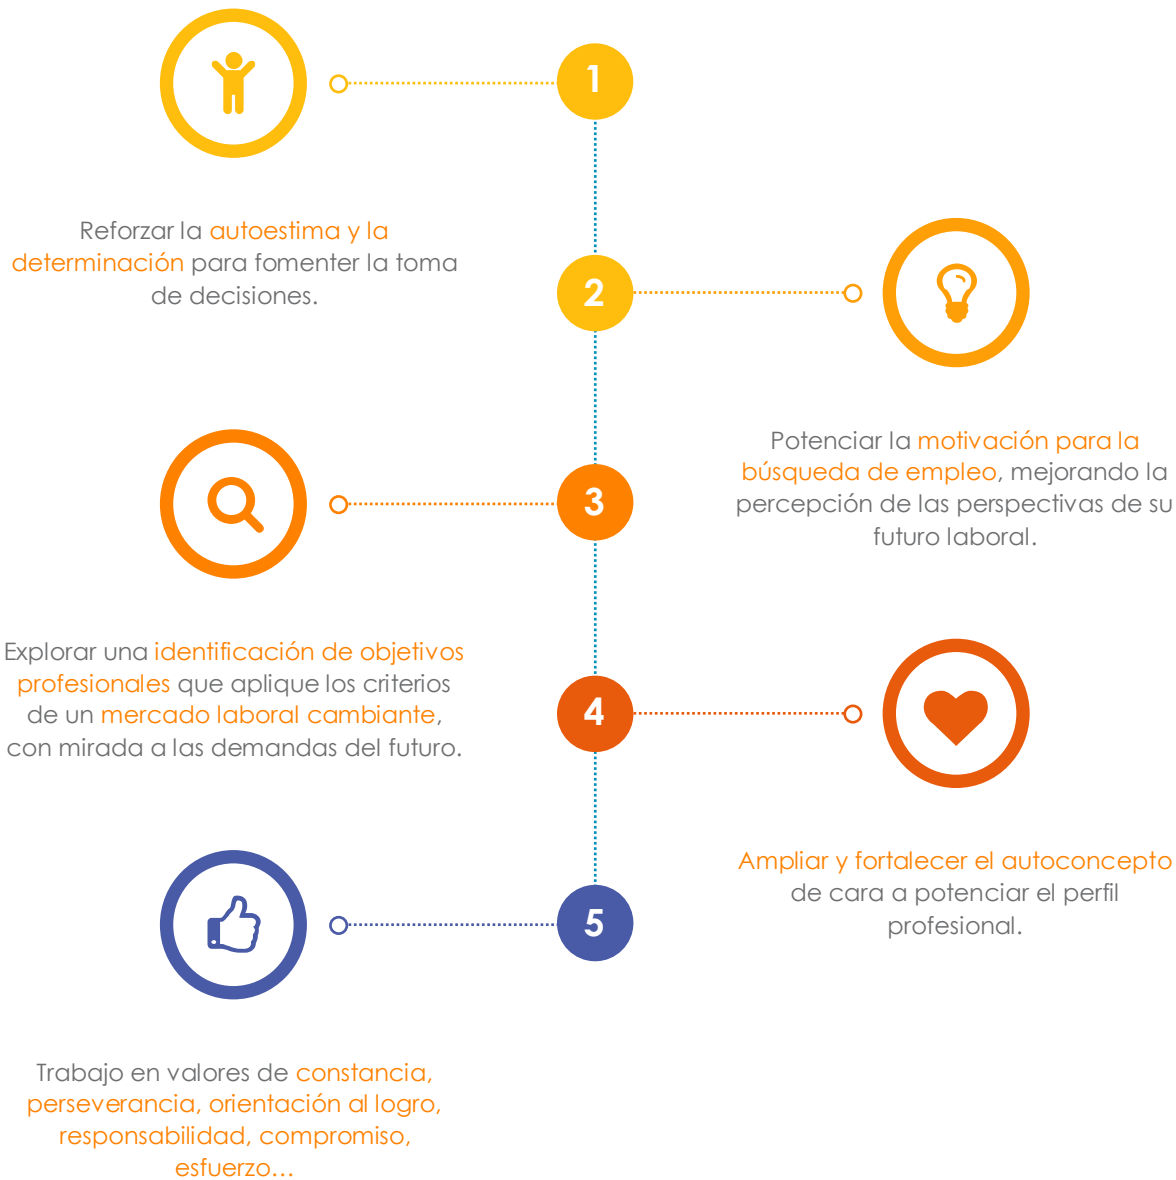 1
Reforzar la autoestima y la
determinación para fomenter la toma
de decisiones.
2
Potenciar la motivación para la
búsqueda de empleo, mejorando la
percepción de las perspectivas de su
futuro laboral.
3
Explorar una identificación de objetivos
profesionales que aplique los criterios
de un mercado laboral cambiante,
con mirada a las demandas del futuro.
4
Ampliar y fortalecer el autoconcepto
de cara a potenciar el perfil
profesional.
5
Trabajo en valores de constancia,
perseverancia, orientación al logro,
responsabilidad, compromiso,
esfuerzo…